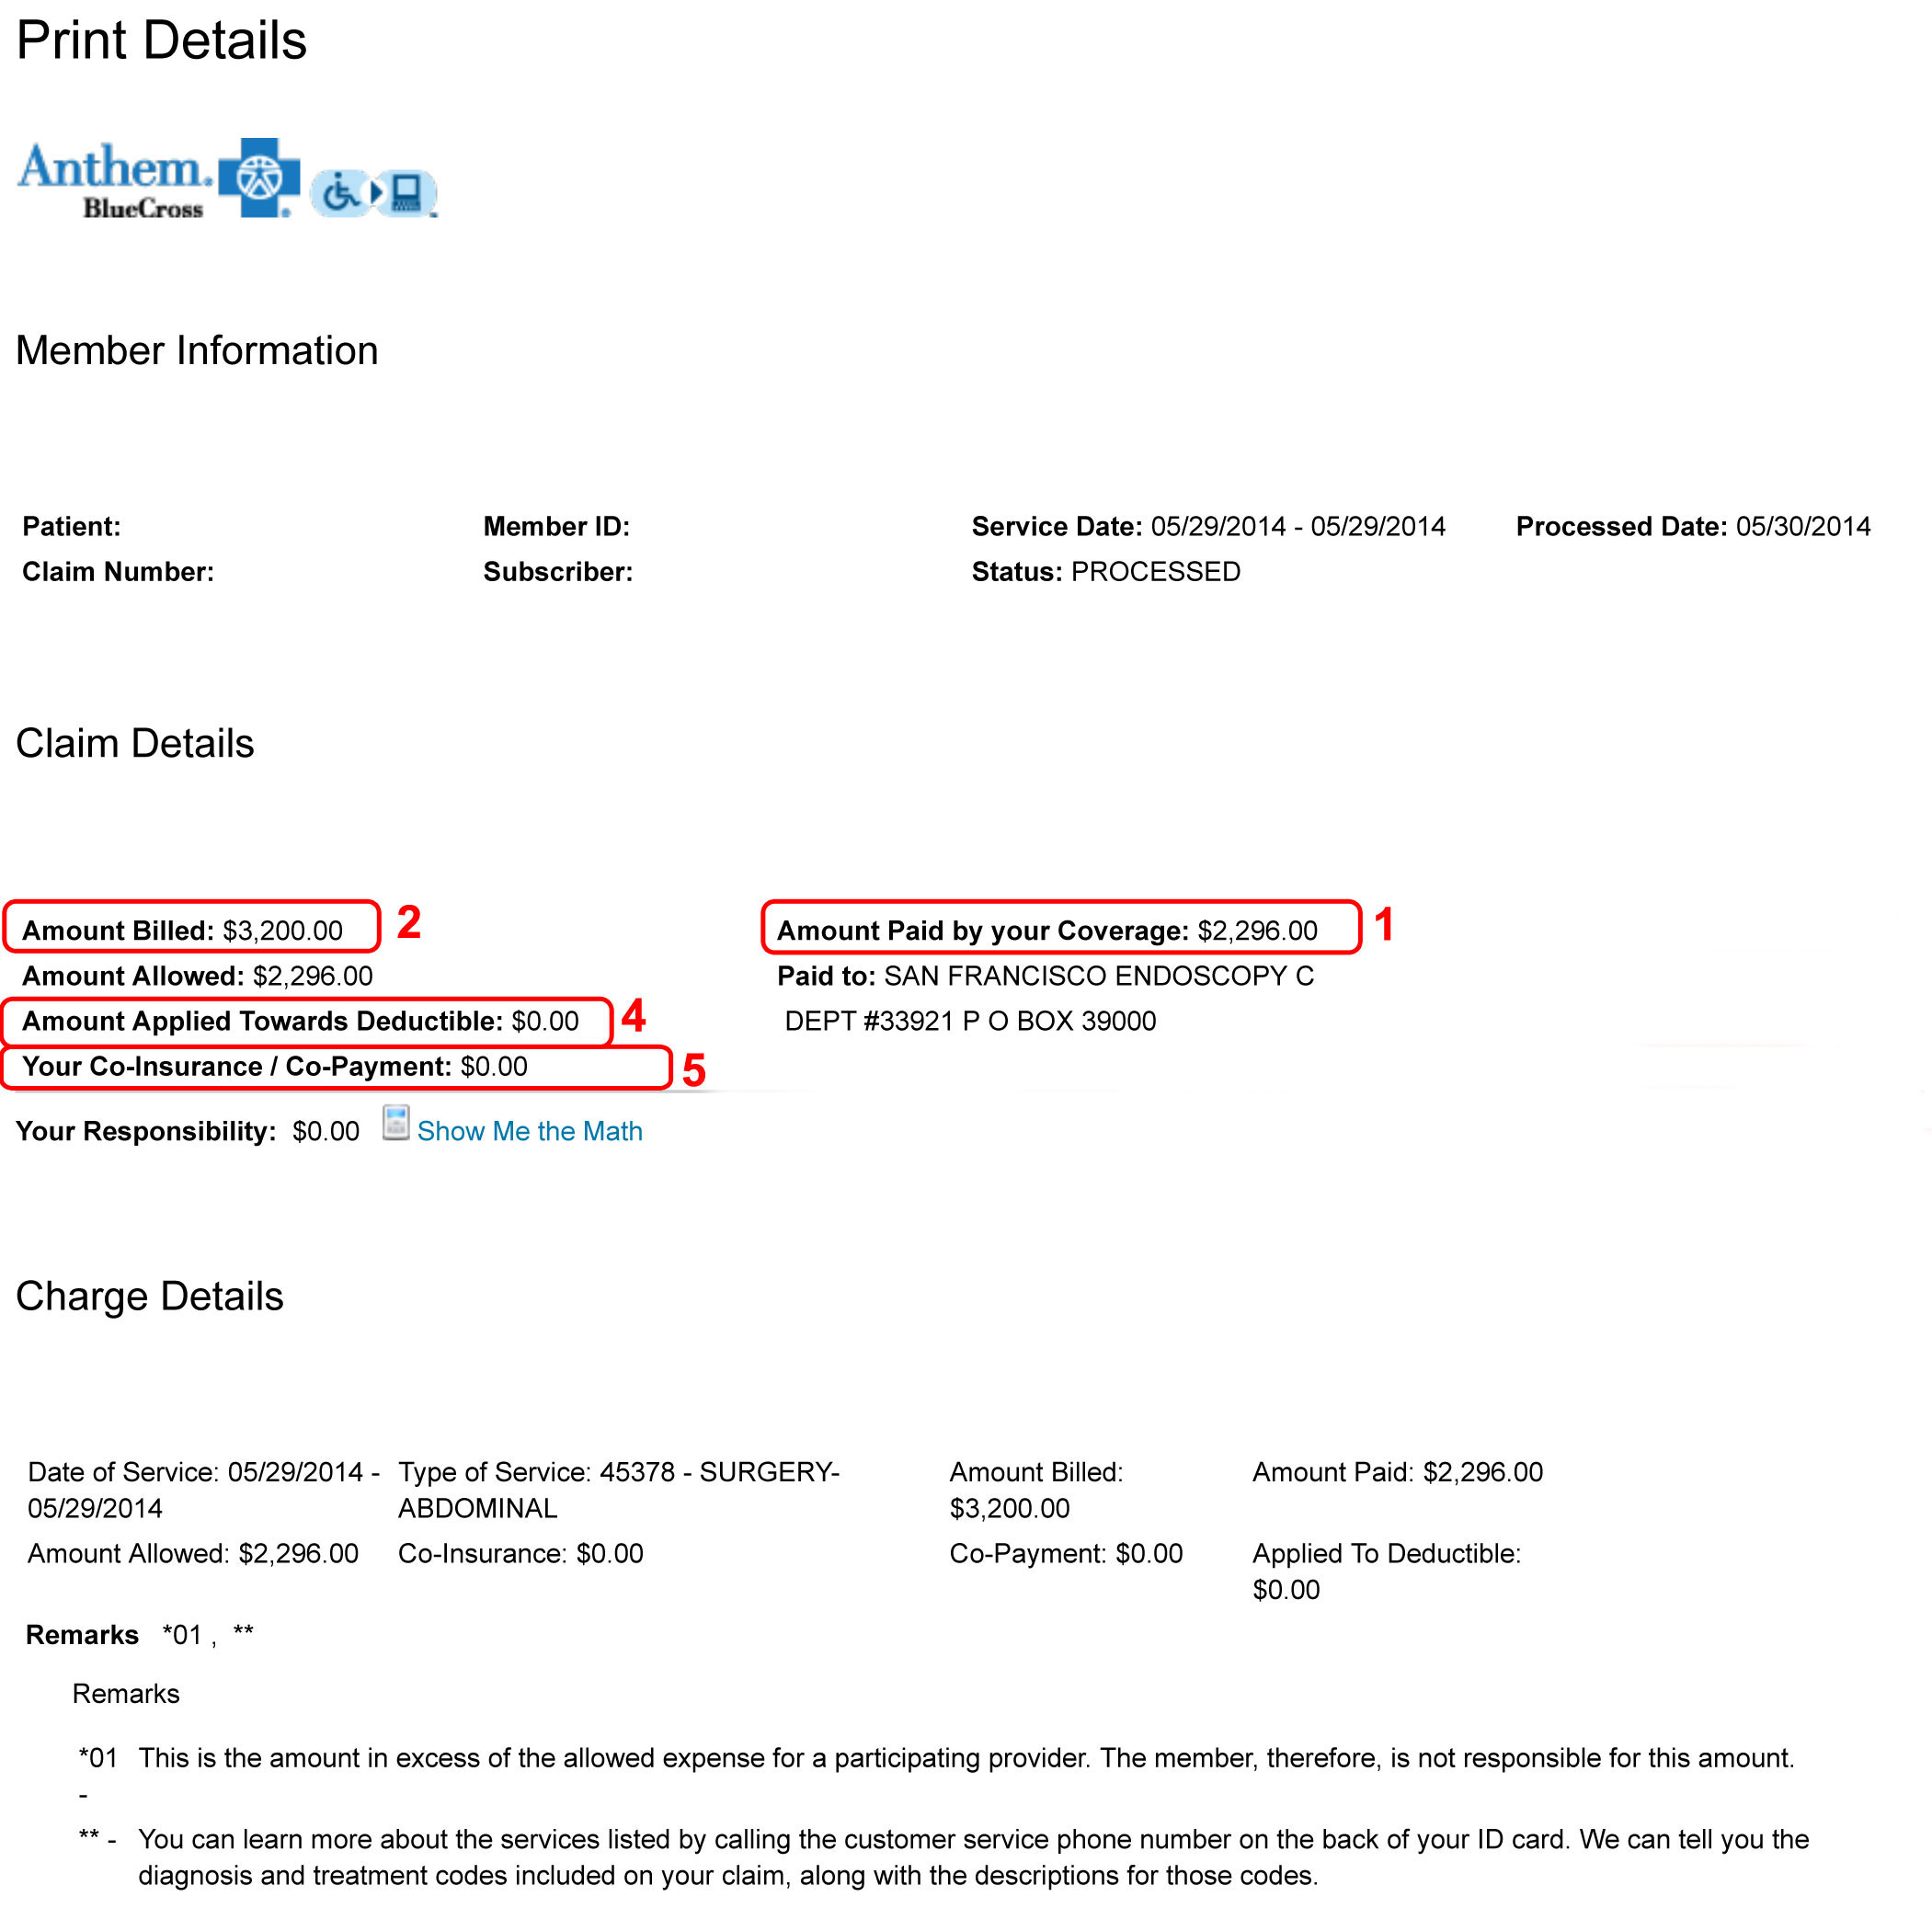 Print Details
Anthem.
BlueCross
Member Information
Patient: Member ID: Service Date: 05/29/2014 - 05/29/2014 Processed Date: 05/30/2014
Claim Number: Subscriber: Status: PROCESSED
Claim Details
Amount Billed: $3,200.00 2 Amount Paid by your Coverage: $2,296.00 1
Amount Allowed: $2,296.00 Paid to: SAN FRANCISCO ENDOSCOPY C
Amount Applied Towards Deductible: $0.00 4 DEPT #33921 P O BOX 39000
Your Co-Insurance / Co-Payment: $0.00 5
Your Responsibility: $0.00 Show Me the Math
Charge Details
Date of Service: 05/29/2014 - Type of Service: 45378 - SURGERY- Amount Billed: Amount Paid: $2,296.00
05/29/2014 ABDOMINAL $3,200.00
Amount Allowed: $2,296.00 Co-Insurance: $0.00 Co-Payment: $0.00 Applied To Deductible:
$0.00
Remarks *01 , **
Remarks
*01 This is the amount in excess of the allowed expense for a participating provider. The member, therefore, is not responsible for this amount.
-
** - You can learn more about the services listed by calling the customer service phone number on the back of your ID card. We can tell you the
diagnosis and treatment codes included on your claim, along with the descriptions for those codes.